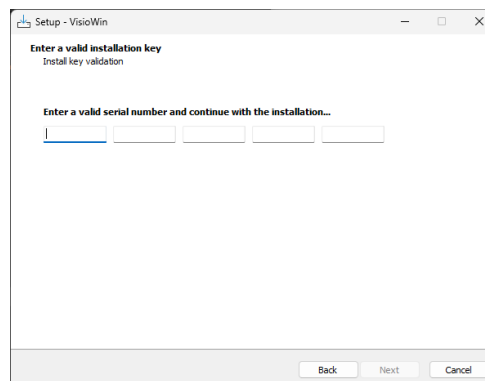 Setup - VisioWin
Enter a valid installation key
Install key validation
Enter a valid serial number and continue with the installation...
Back
Next
Cancel